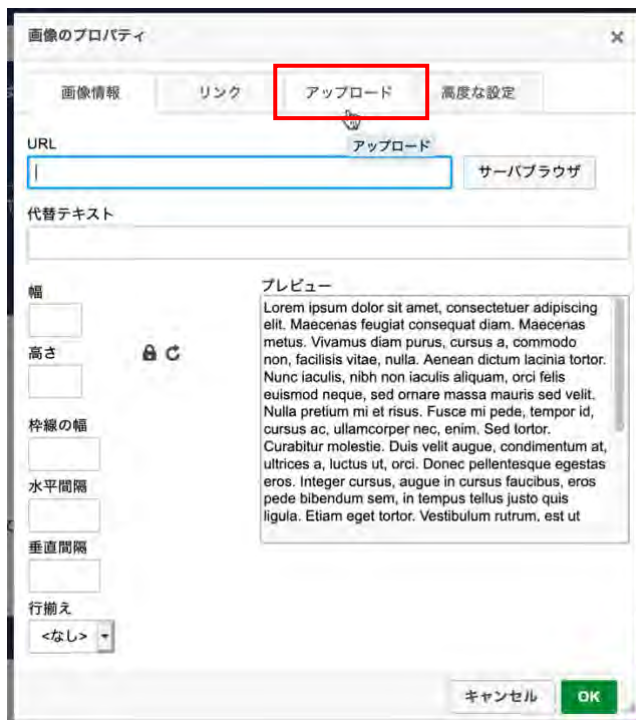 画像のプロパティ
画像情報 リンク アップロード 高度な設定
URL アップロード
サーバブラウザ
代替テキスト
幅
高さ
枠線の幅
水平間隔
垂直間隔
行揃え
<なし>
プレビュー
Lorem ipsum dolor sit amet, consectetuer adipiscing
elit. Maecenas feugiat consequat diam. Maecenas
metus. Vivamus diam purus, cursus a, commodo
non, facilisis vitae, nulla. Aenean dictum lacinia tortor.
Nunc iaculis, nibh non iaculis aliquam, orci felis
euismod neque, sed ornare massa mauris sed velit.
Nulla pretium mi et risus. Fusce mi pede, tempor id,
cursus ac, ullamcorper nec, enim. Sed tortor.
Curabitur molestie. Duis velit augue, condimentum at,
ultrices a, luctus ut, orci. Donec pellentesque egestas
eros. Integer cursus, augue in cursus faucibus, eros
pede bibendum sem, in tempus tellus justo quis
ligula. Etiam eget tortor. Vestibulum rutrum, est ut
キャンセル OK